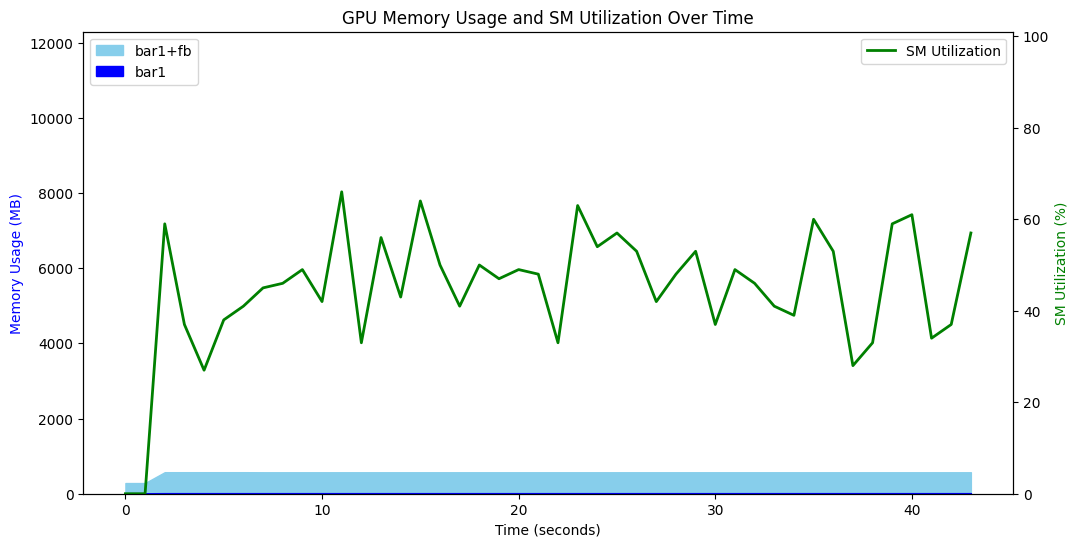 GPU Memory Usage and SM Utilization Over Time
bar1+fb
bar1
SM Utilization
Memory Usage (MB)
12000
10000
8000
6000
4000
2000
0
100
80
60
40
20
0
SM Utilization (%)
0 10 20 30 40
Time (seconds)